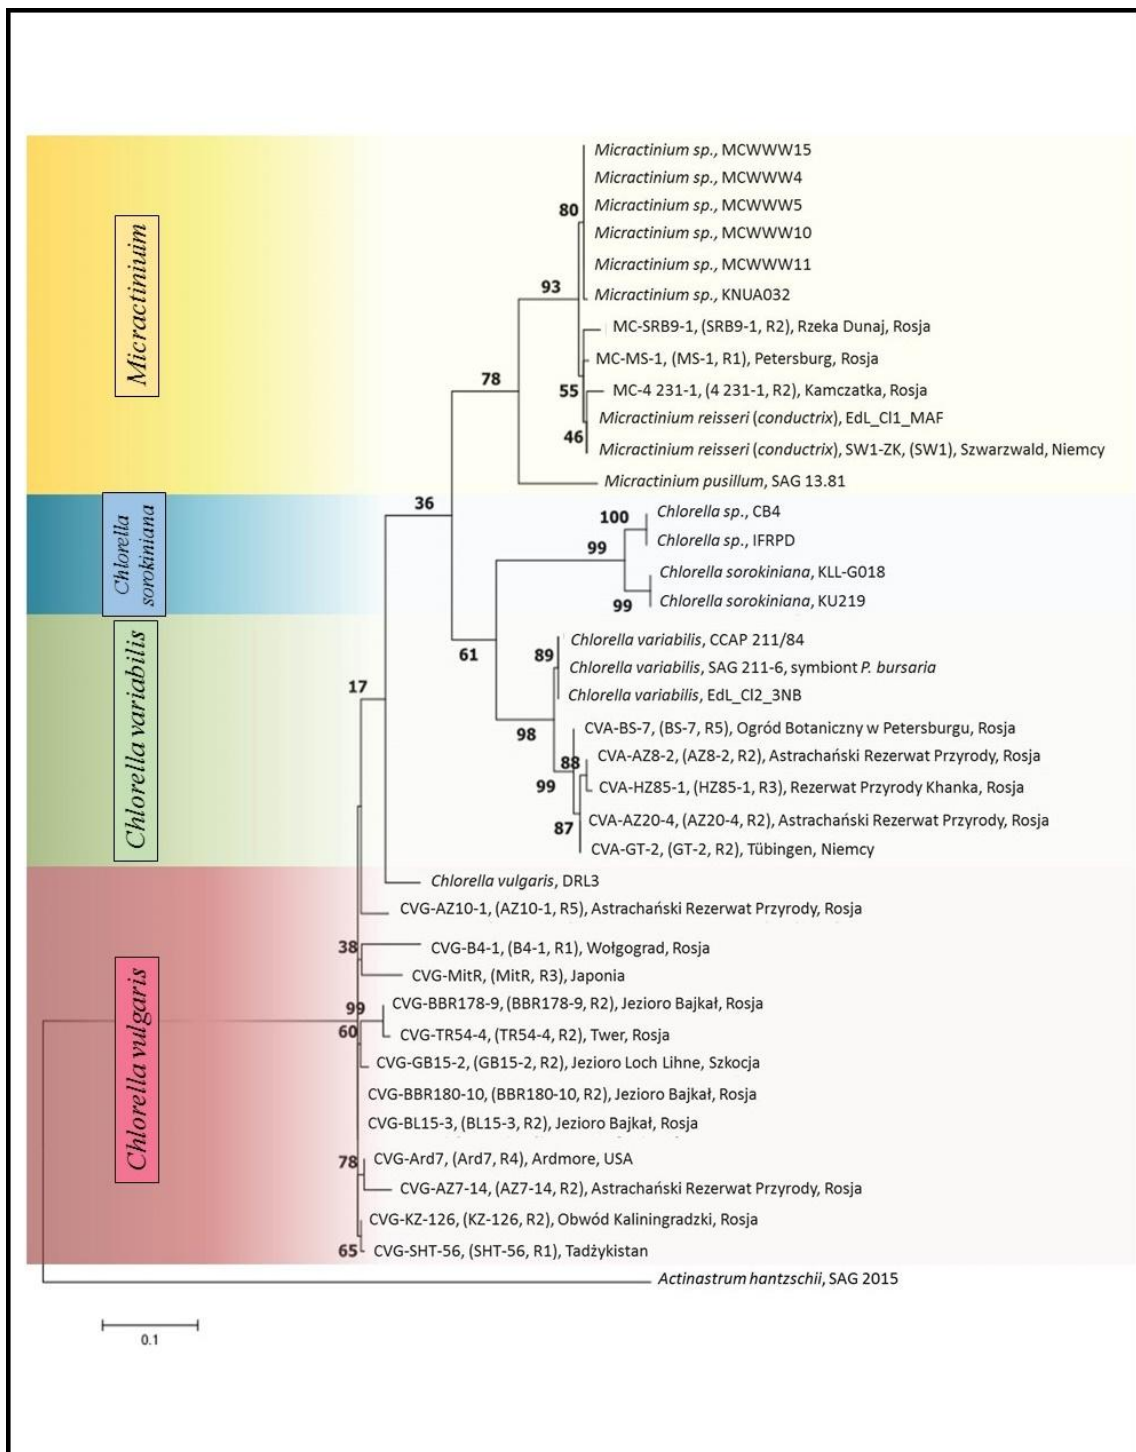 Micractiniuim
Chlorella
sorokiniana
Chlorella variabilis
Chlorella vulgaris
Micractinium sp., MCWWW15
Micractinium sp., MCWWW4
80
Micractinium sp., MCWWW5
Micractinium sp., MCWWW10
Micractinium sp., MCWWW11
93
Micractinium sp., KNUA032
MC-SRB9-1, (SRB9-1, R2), Rzeka Dunaj, Rosja
MC-MS-1, (MS-1, R1), Petersburg, Rosja
78
55
MC-4 231-1, (4 231-1, R2), Kamczatka, Rosja
Micractinium reisseri (conductrix), EdL_Cl1_MAF
46
Micractinium reisseri (conductrix), SW1-ZK, (SW1), Szwarzwald, Niemcy
Micractinium pusillum, SAG 13.81
36
100
Chlorella sp., CB4
Chlorella sp., IFRPD
99
Chlorella sorokiniana, KLL-G018
99
Chlorella sorokiniana, KU219
61
Chlorella variabilis, CCAP 211/84
89
Chlorella variabilis, SAG 211-6, symbiont P. bursaria
17
Chlorella variabilis, EdL_Cl2_3NB
98
CVA-BS-7, (BS-7, R5), Ogród Botaniczny w Petersburgu, Rosja
88
CVA-AZ8-2, (AZ8-2, R2), Astrachański Rezerwat Przyrody, Rosja
99
CVA-HZ85-1, (HZ85-1, R3), Rezerwat Przyrody Khanka, Rosja
87
CVA-AZ20-4, (AZ20-4, R2), Astrachański Rezerwat Przyrody, Rosja
CVA-GT-2, (GT-2, R2), Tübingen, Niemcy
Chlorella vulgaris, DRL3
CVG-AZ10-1, (AZ10-1, R5), Astrachański Rezerwat Przyrody, Rosja
38
CVG-B4-1, (B4-1, R1), Wołgograd, Rosja
CVG-MitR, (MitR, R3), Japonia
99
CVG-BBR178-9, (BBR178-9, R2), Jezioro Bajkał, Rosja
60
CVG-TR54-4, (TR54-4, R2), Twer, Rosja
CVG-GB15-2, (GB15-2, R2), Jezioro Loch Lihne, Szkocja
CVG-BBR180-10, (BBR180-10, R2), Jezioro Bajkał, Rosja
CVG-BL15-3, (BL15-3, R2), Jezioro Bajkał, Rosja
78
CVG-Ard7, (Ard7, R4), Ardmore, USA
CVG-AZ7-14, (AZ7-14, R2), Astrachański Rezerwat Przyrody, Rosja
CVG-KZ-126, (KZ-126, R2), Obwód Kaliningradzki, Rosja
65
CVG-SHT-56, (SHT-56, R1), Tadżykistan
Actinastrum hantzschii, SAG 2015
0.1